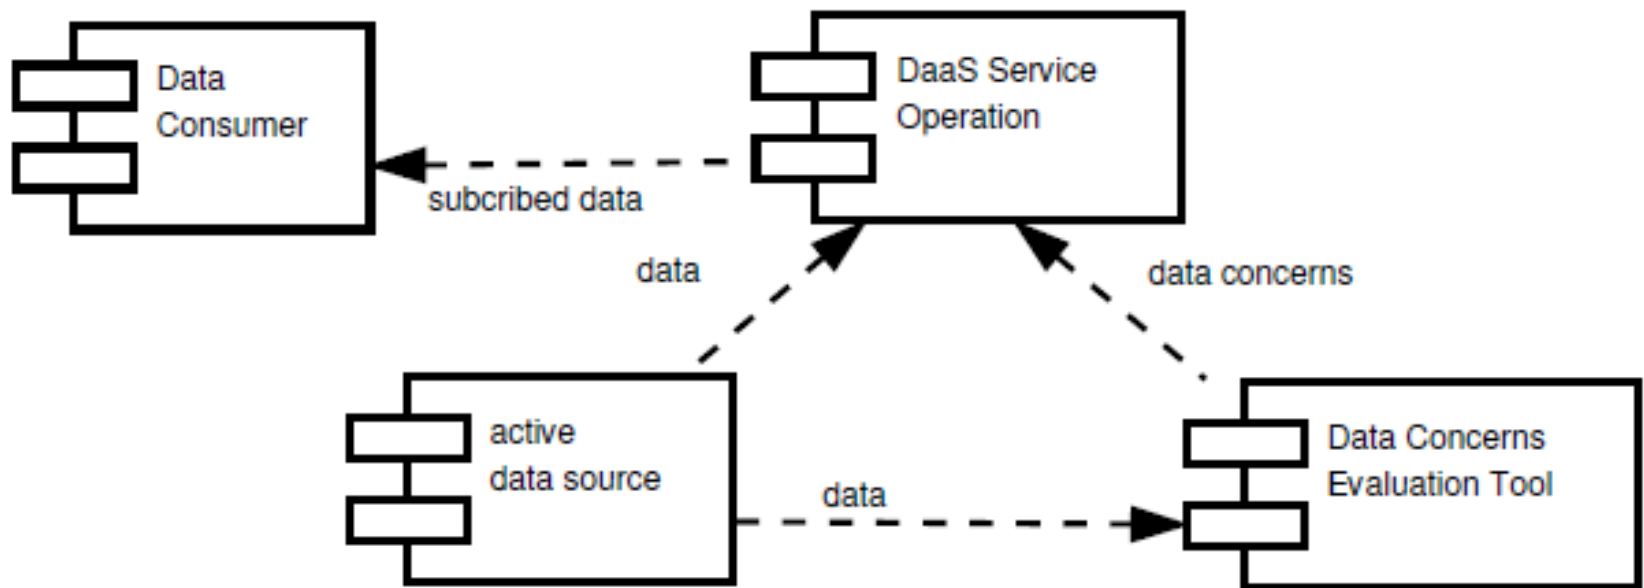 Data
Consumer
DaaS Service
Operation
subcribed data
data
data concerns
active
data source
data
Data Concerns
Evaluation Tool